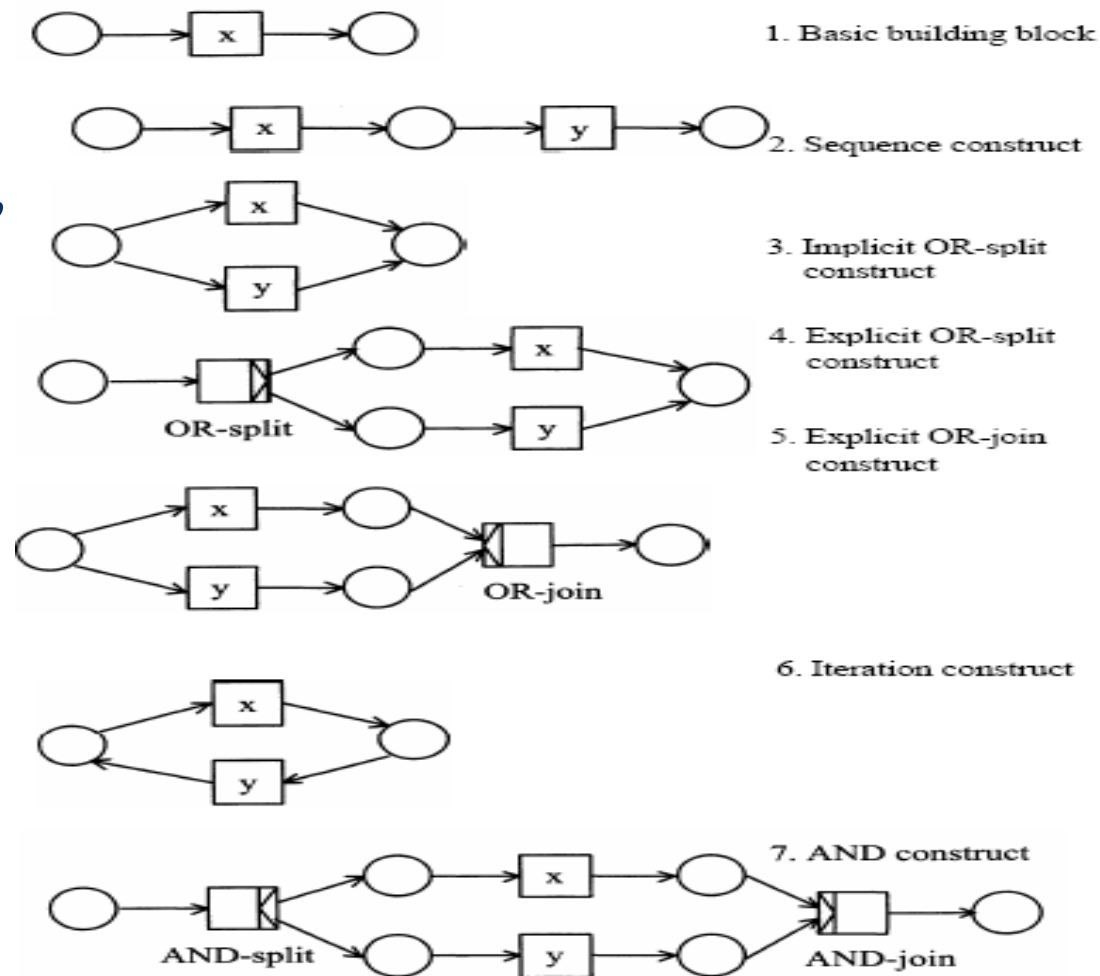 x
1. Basic building block
x
y
2. Sequence construct
x
y
3. Implicit OR-split
construct
x
y
OR-split
4. Explicit OR-split
construct
5. Explicit OR-join
construct
x
y
OR-join
6. Iteration construct
x
y
7. AND construct
x
y
AND-split
AND-join